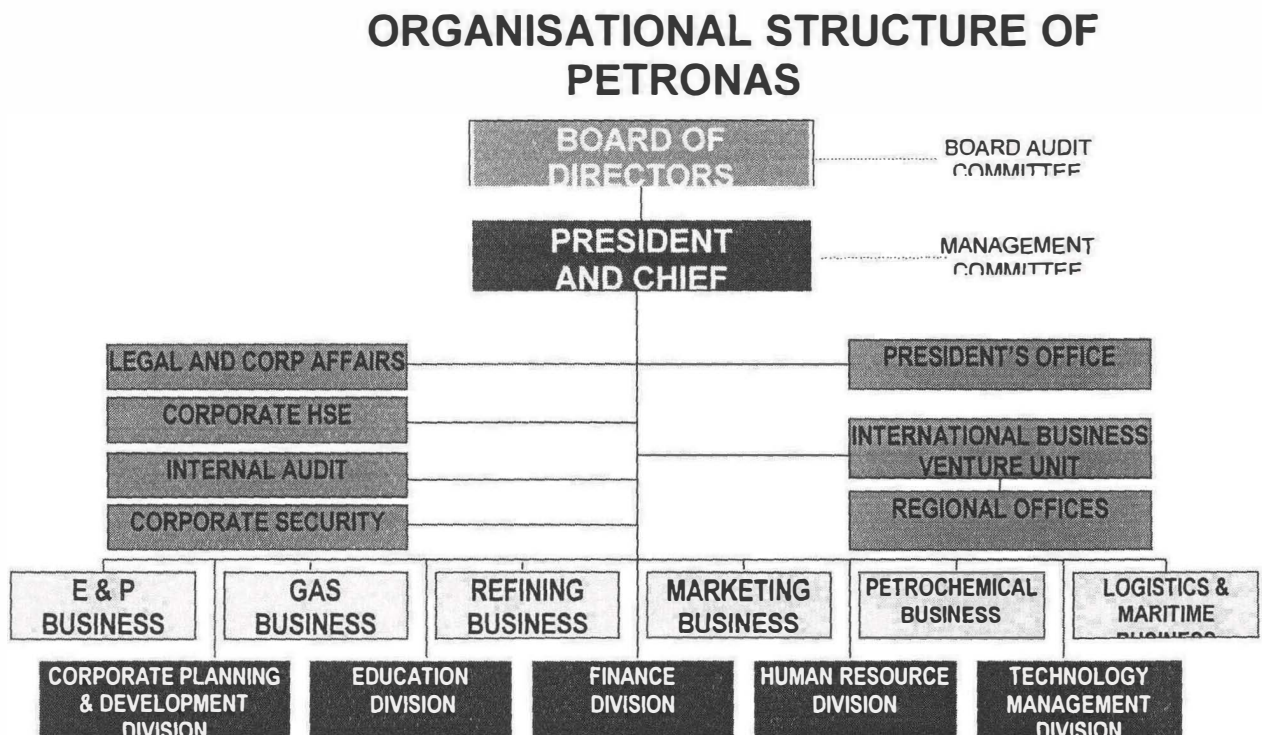 ORGANISATIONAL STRUCTURE OF
PETRONAS
BOARD OF
DIRECTORS
BOARD AUDIT
COMMITTEE
PRESIDENT
AND CHIEF
MANAGEMENT
COMMITTEE
LEGAL AND CORP AFFAIRS
PRESIDENT'S OFFICE
CORPORATE HSE
INTERNATIONAL BUSINESS
VENTURE UNIT
INTERNAL AUDIT
CORPORATE SECURITY
REGIONAL OFFICES
E & P
BUSINESS
GAS
BUSINESS
REFINING
BUSINESS
MARKETING
BUSINESS
PETROCHEMICAL
BUSINESS
LOGISTICS &
MARITIME
BUSINESS
CORPORATE PLANNING
& DEVELOPMENT
DIVISION
EDUCATION
DIVISION
FINANCE
DIVISION
HUMAN RESOURCE
DIVISION
TECHNOLOGY
MANAGEMENT
DIVISION